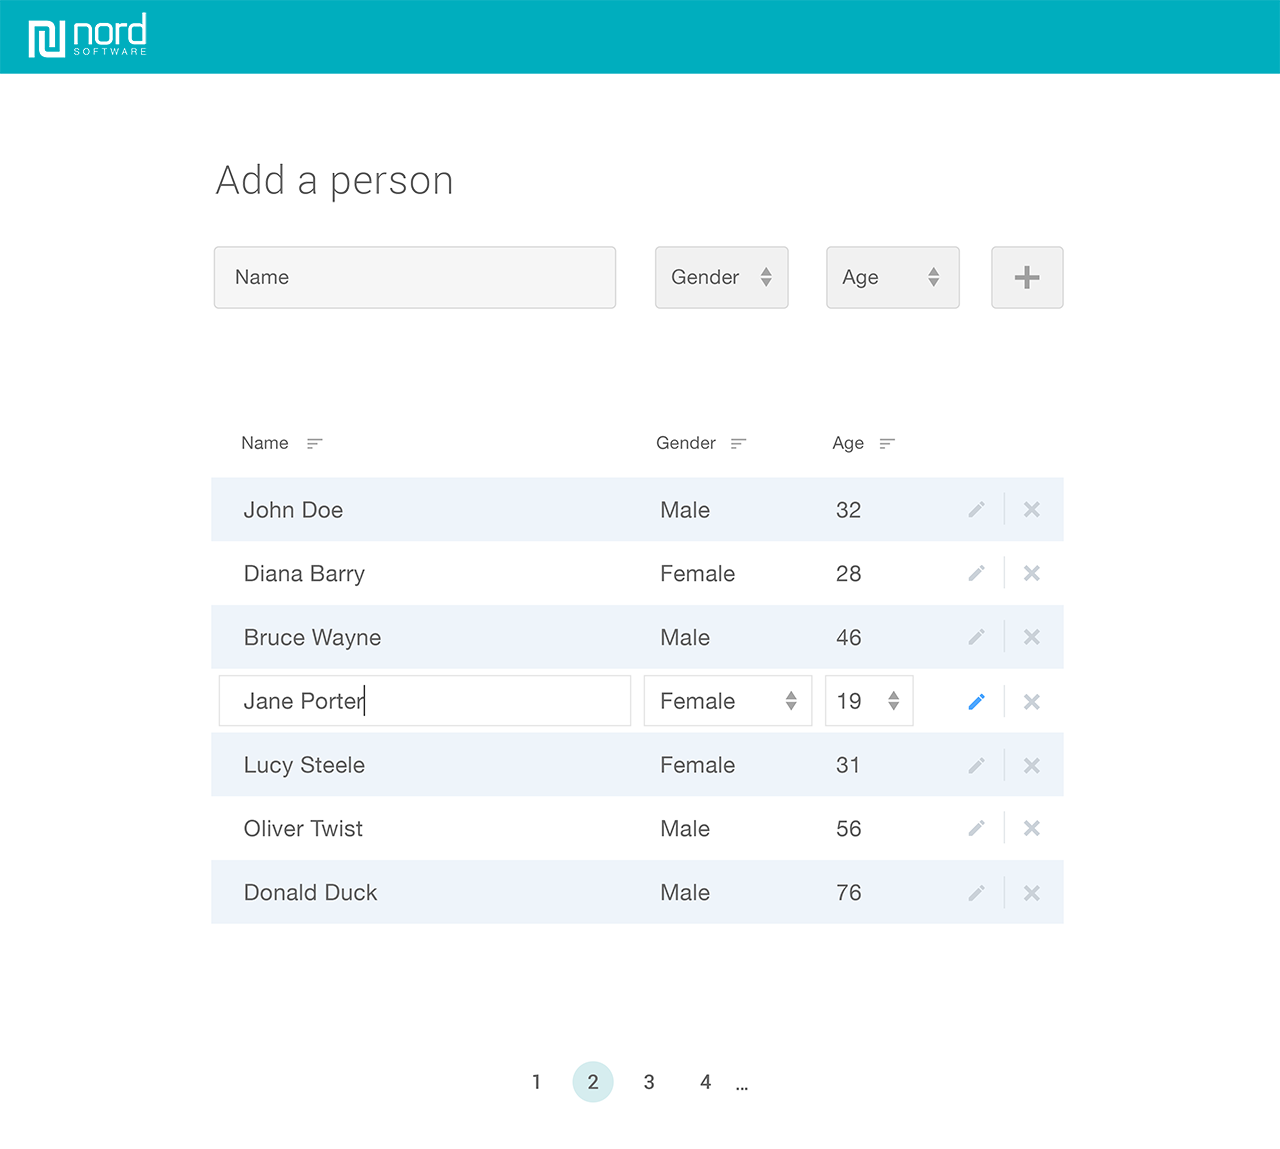 nord
SOFTWARE
Add a person
Name Gender Age
Name Gender Age
John Doe Male 32
Diana Barry Female 28
Bruce Wayne Male 46
Jane Porter Female 19
Lucy Steele Female 31
Oliver Twist Male 56
Donald Duck Male 76
1 2 3 4 ...